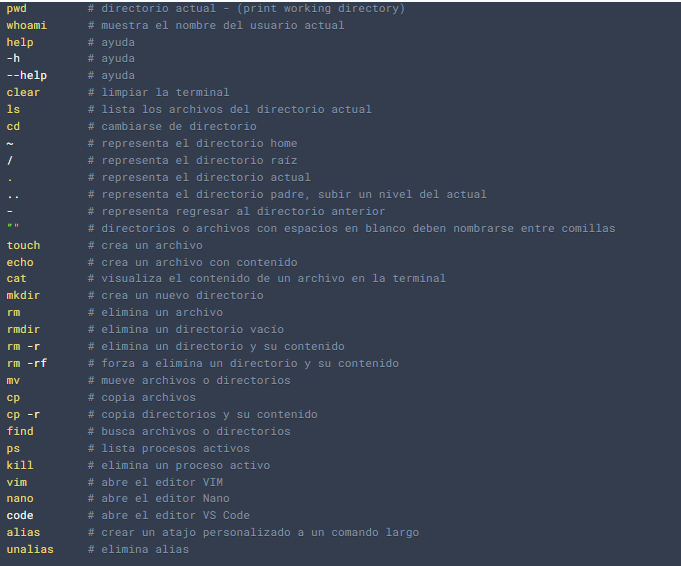 pwd # directorio actual - (print working directory)
whoami # muestra el nombre del usuario actual
help # ayuda
-h # ayuda
--help # ayuda
clear # limpiar la terminal
ls # lista los archivos del directorio actual
cd # cambiarse de directorio
~ # representa el directorio home
/ # representa el directorio raíz
. # representa el directorio actual
.. # representa el directorio padre, subir un nivel del actual
- # representa regresar al directorio anterior
"" # directorios o archivos con espacios en blanco deben nombrarse entre comillas
touch # crea un archivo
echo # crea un archivo con contenido
cat # visualiza el contenido de un archivo en la terminal
mkdir # crea un nuevo directorio
rm # elimina un archivo
rmdir # elimina un directorio vacío
rm -r # elimina un directorio y su contenido
rm -rf # forza a elimina un directorio y su contenido
mv # mueve archivos o directorios
cp # copia archivos
cp -r # copia directorios y su contenido
find # busca archivos o directorios
ps # lista procesos activos
kill # elimina un proceso activo
vim # abre el editor VIM
nano # abre el editor Nano
code # abre el editor VS Code
alias # crear un atajo personalizado a un comando largo
unalias # elimina alias